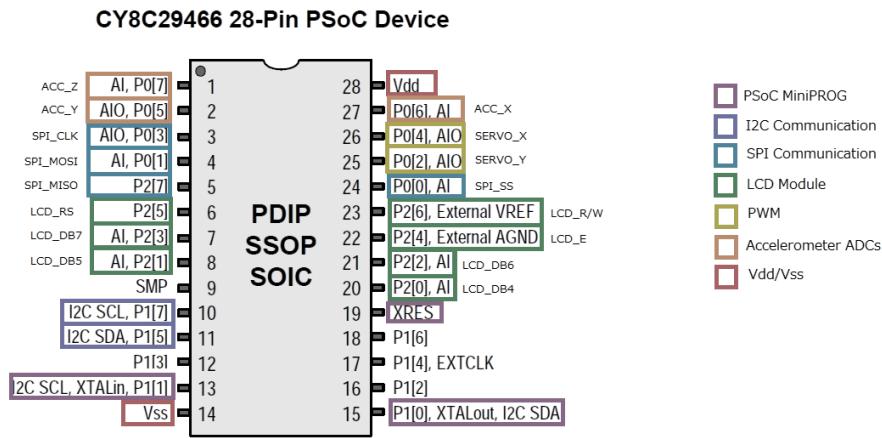 CY8C29466 28-Pin PSoC Device
ACC_Z AI, P0[7] 1 28 Vdd
ACC_Y AIO, P0[5] 2 27 P0[6], AI ACC_X
SPI_CLK AIO, P0[3] 3 26 P0[4], AIO SERVO_X
SPI_MOSI AI, P0[1] 4 25 P0[2], AIO SERVO_Y
SPI_MISO P2[7] 5 24 P0[0], AI SPI_SS
LCD_RS P2[5] 6 23 P2[6], External VREF LCD_R/W
LCD_DB7 AI, P2[3] 7 22 P2[4], External AGND LCD_E
LCD_DB5 AI, P2[1] 8 21 P2[2], AI LCD_DB6
SMP 9 20 P2[0], AI LCD_DB4
I2C SCL, P1[7] 10 19 XRES
I2C SDA, P1[5] 11 18 P1[6]
P1[3] 12 17 P1[4], EXTCLK
I2C SCL, XTALin, P1[1] 13 16 P1[2]
Vss 14 15 P1[0], XTALout, I2C SDA
PDIP
SSOP
SOIC
PSoC MiniPROG
I2C Communication
SPI Communication
LCD Module
PWM
Accelerometer ADCs
Vdd/Vss